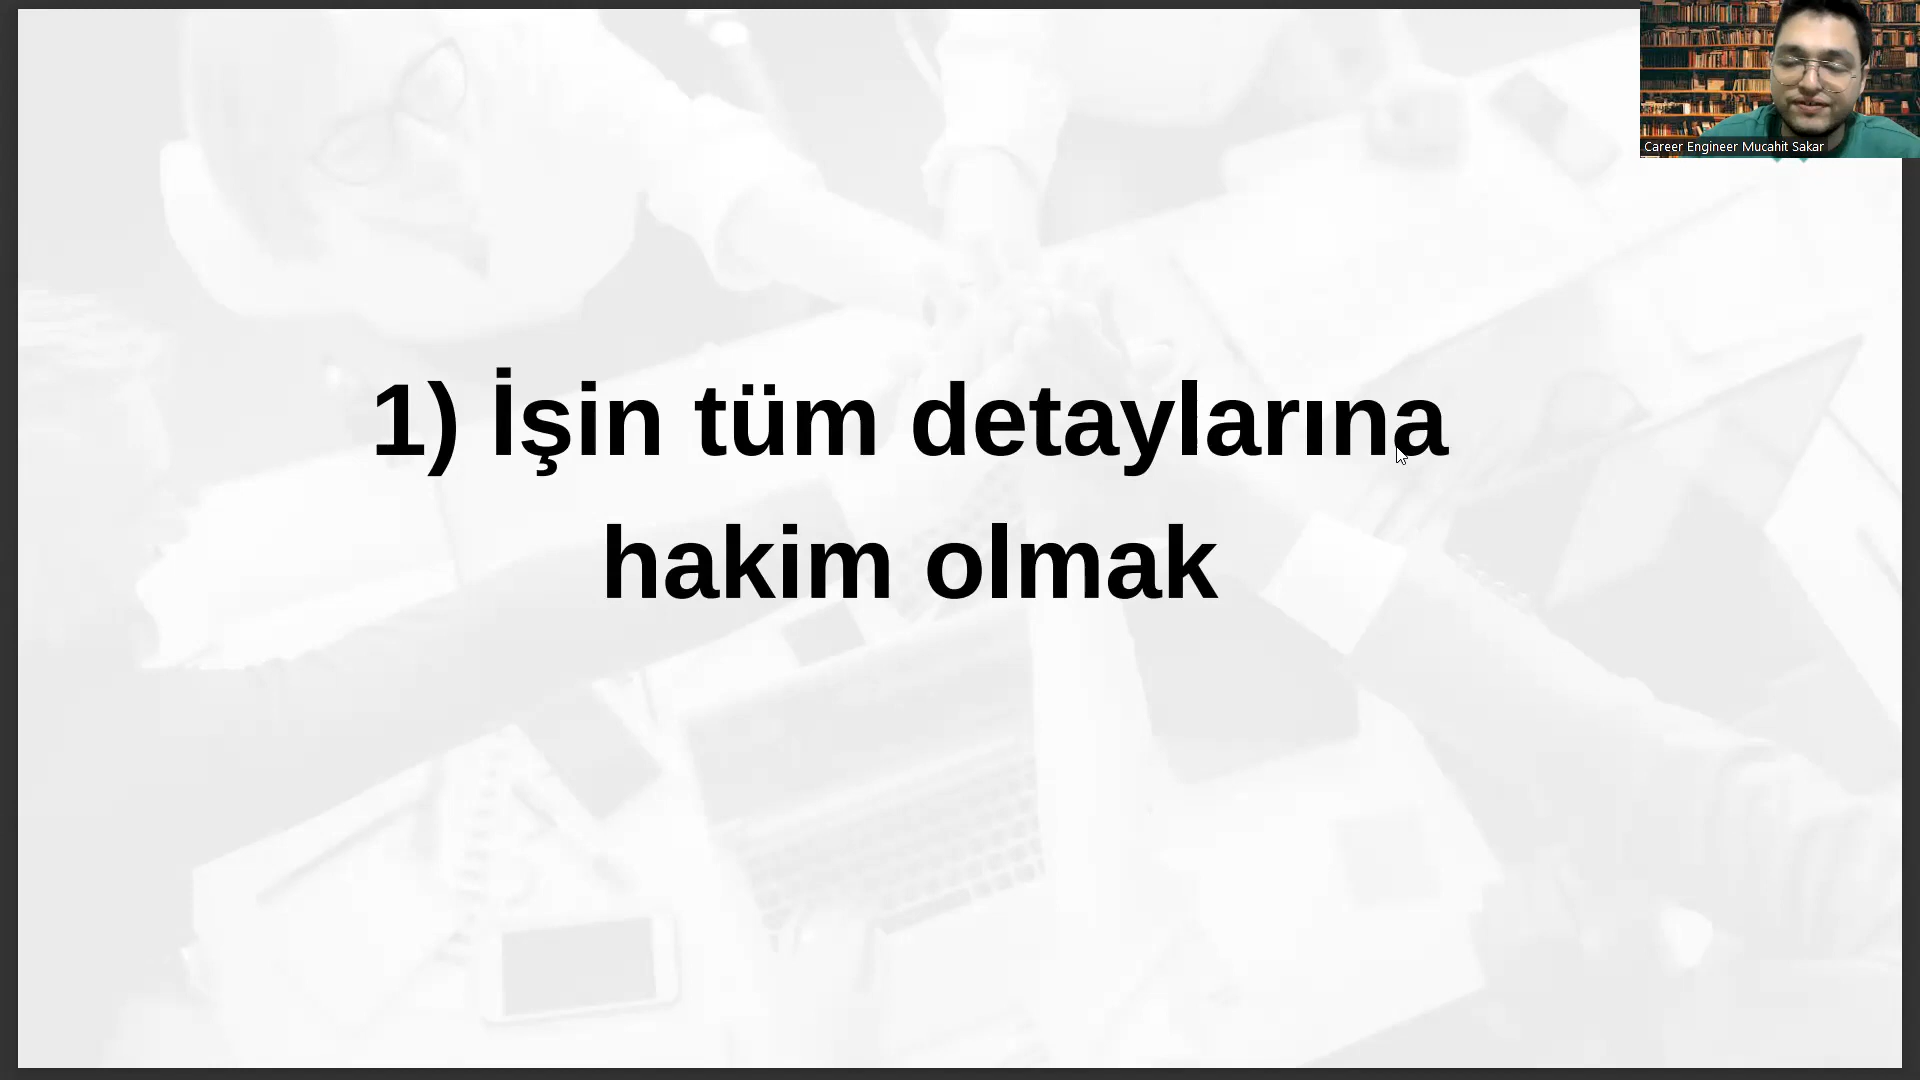 Career Engineer Mucahit Sakar
1) İşin tüm detaylarına
hakim olmak